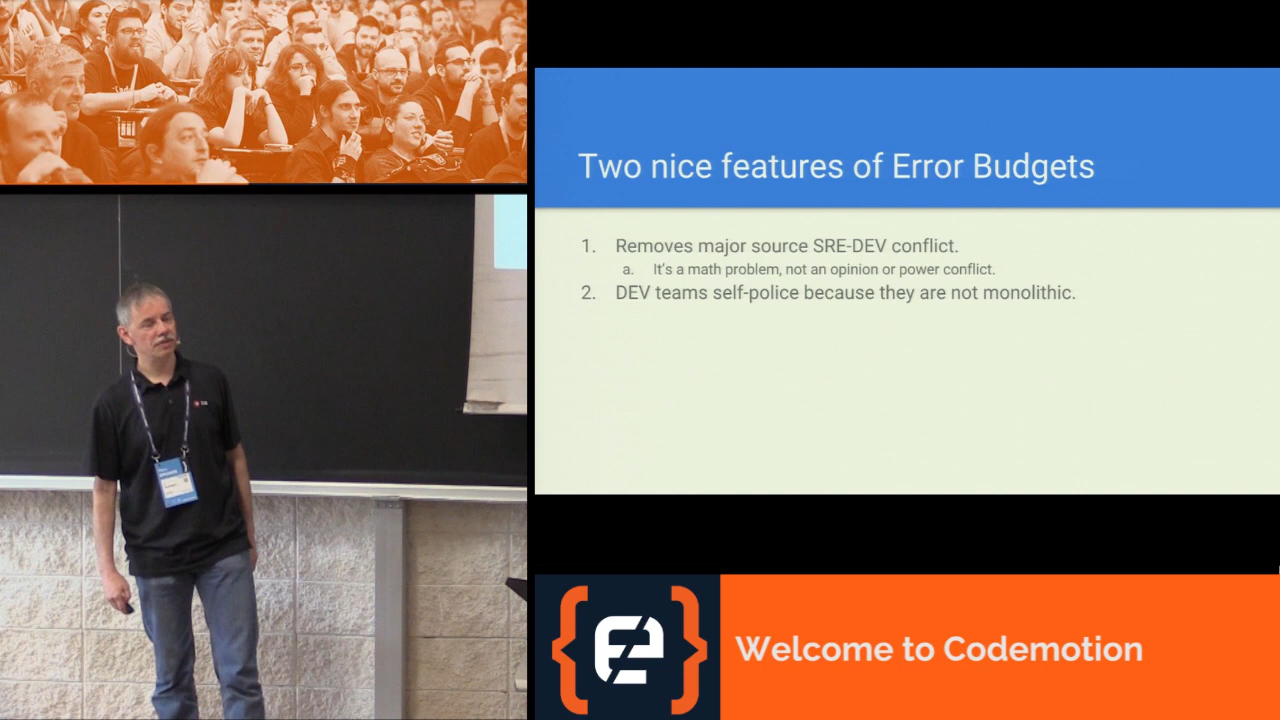 Two nice features of Error Budgets
1. Removes major source SRE-DEV conflict.
a. It's a math problem, not an opinion or power conflict.
2. DEV teams self-police because they are not monolithic.
Welcome to Codemotion